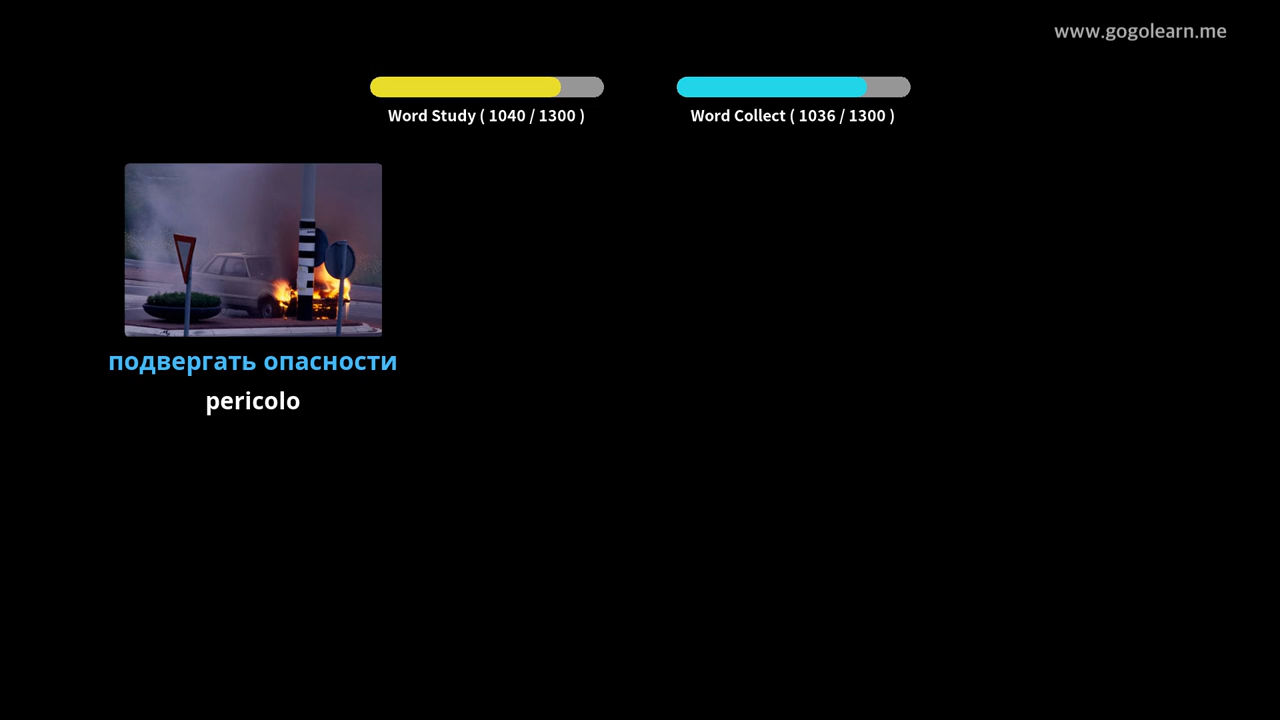 www.gogolearn.me
Word Study ( 1040 / 1300 )
Word Collect ( 1036 / 1300 )
подвергать опасности
pericolo